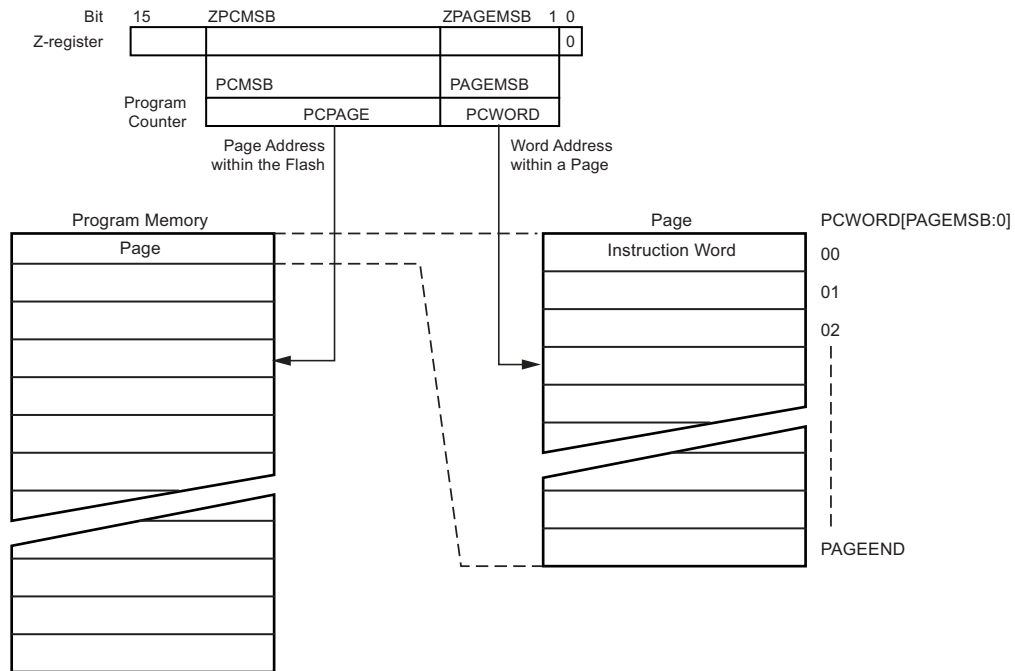 Bit 15 ZPCMSB ZPAGEMSB 1 0
Z-register 0
PCMSB PAGEMSB
Program
Counter
PCPAGE PCWORD
Page Address
within the Flash
Word Address
within a Page
Program Memory
Page
Page
Instruction Word
PCWORD[PAGEMSB:0]
00
01
02
PAGEEND